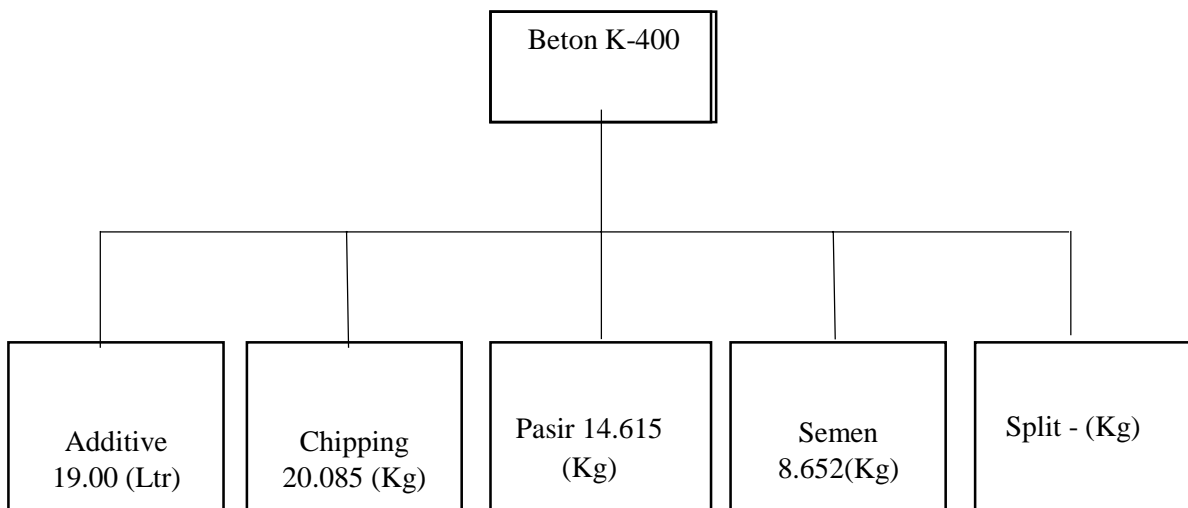 Beton K-400
Additive
19.00 (Ltr)
Chipping
20.085 (Kg)
Pasir 14.615
(Kg)
Semen
8.652(Kg)
Split - (Kg)